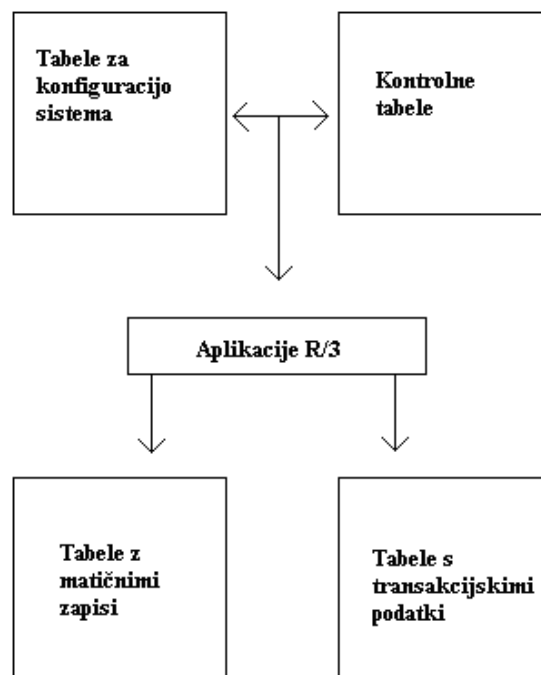 Tabele za
konfiguracijo
sistema
Kontrolne
tabele
Aplikacije R/3
Tabele z
matičnimi
zapisi
Tabele s
transakcijskimi
podatki